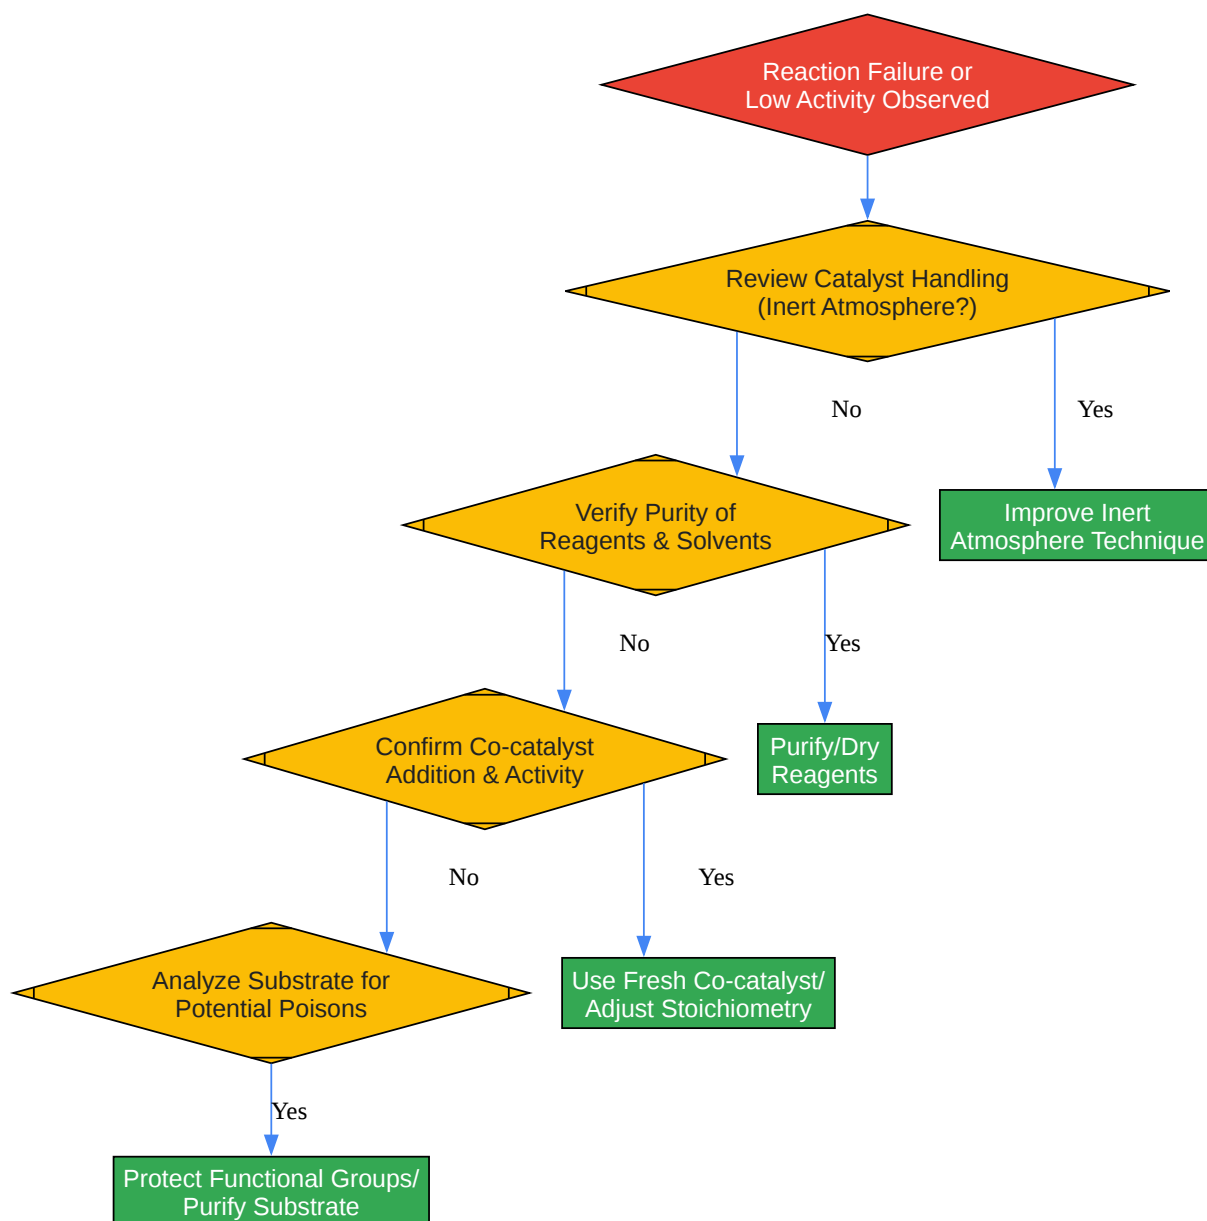 Reaction Failure or
Low Activity Observed
Review Catalyst Handling
(Inert Atmosphere?)
No
Yes
Verify Purity of
Reagents & Solvents
Improve Inert
Atmosphere Technique
No
Yes
Confirm Co-catalyst
Addition & Activity
Purify/Dry
Reagents
No
Yes
Analyze Substrate for
Potential Poisons
Use Fresh Co-catalyst/
Adjust Stoichiometry
Yes
Protect Functional Groups/
Purify Substrate